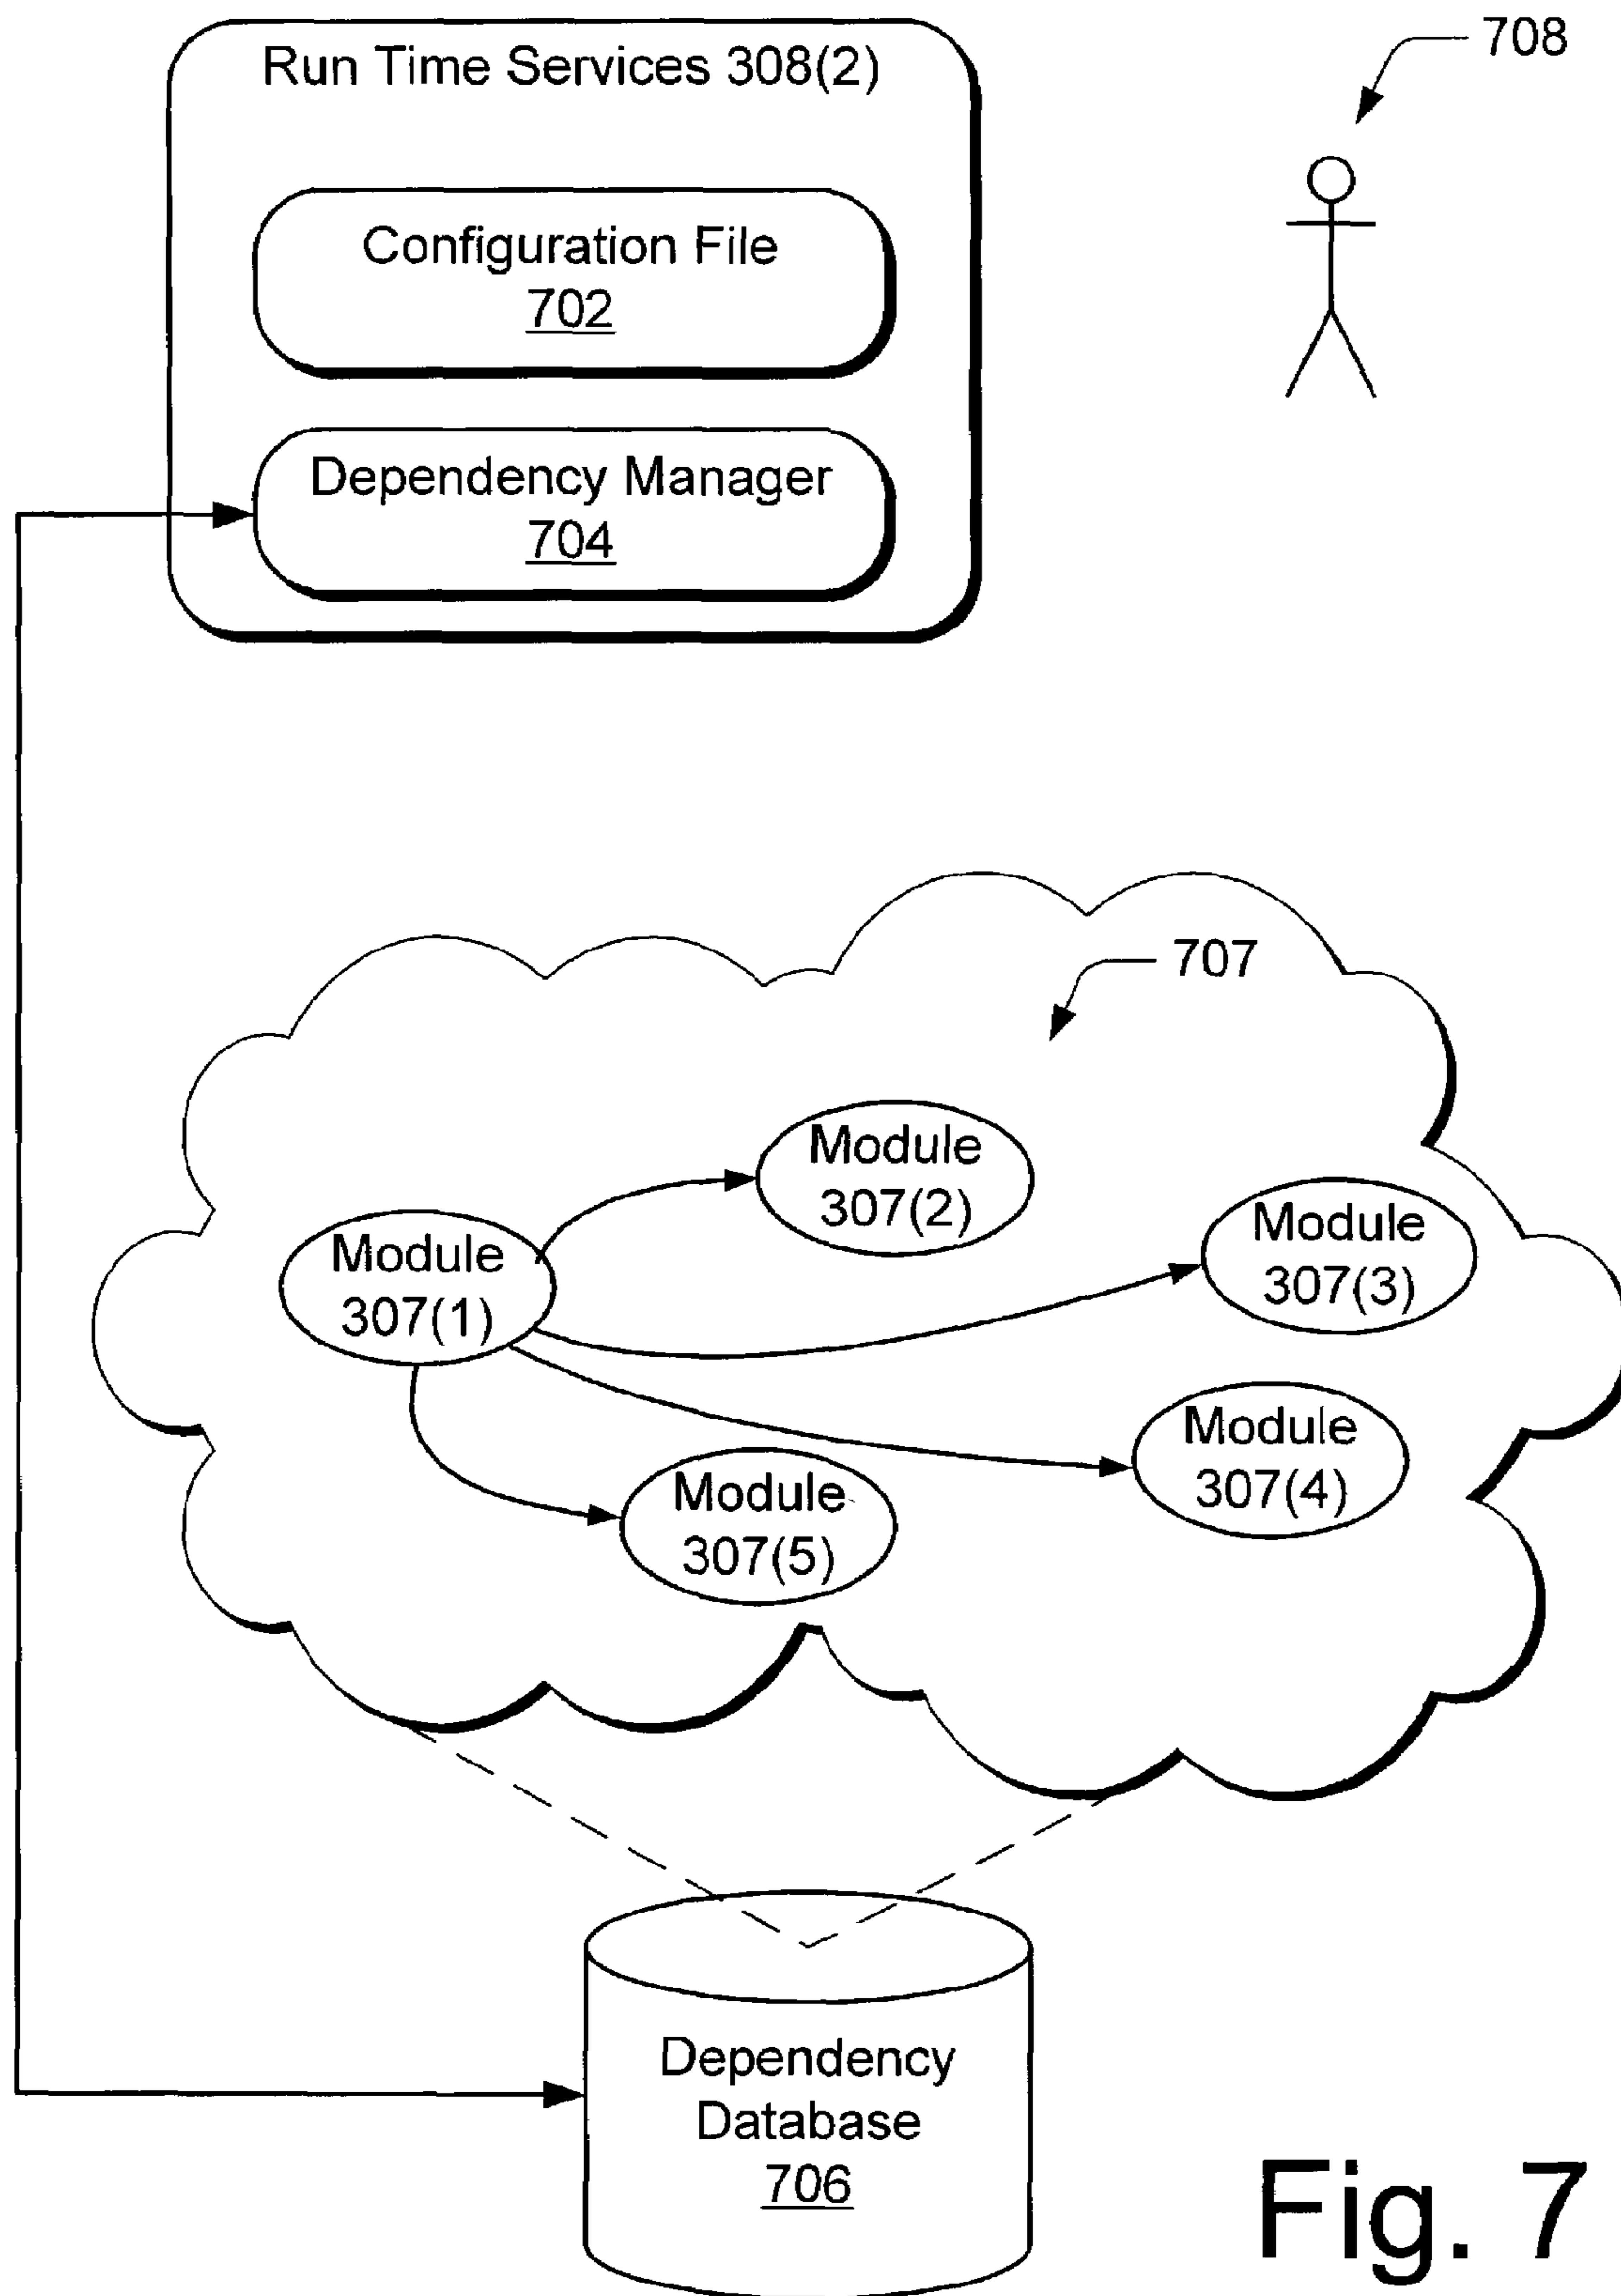 Run Time Services 308(2)
708
Configuration File
702
Dependency Manager
704
707
Module
307(2)
Module
307(3)
Module
307(1)
Module
307(4)
Module
307(5)
Dependency
Database
706
Fig. 7